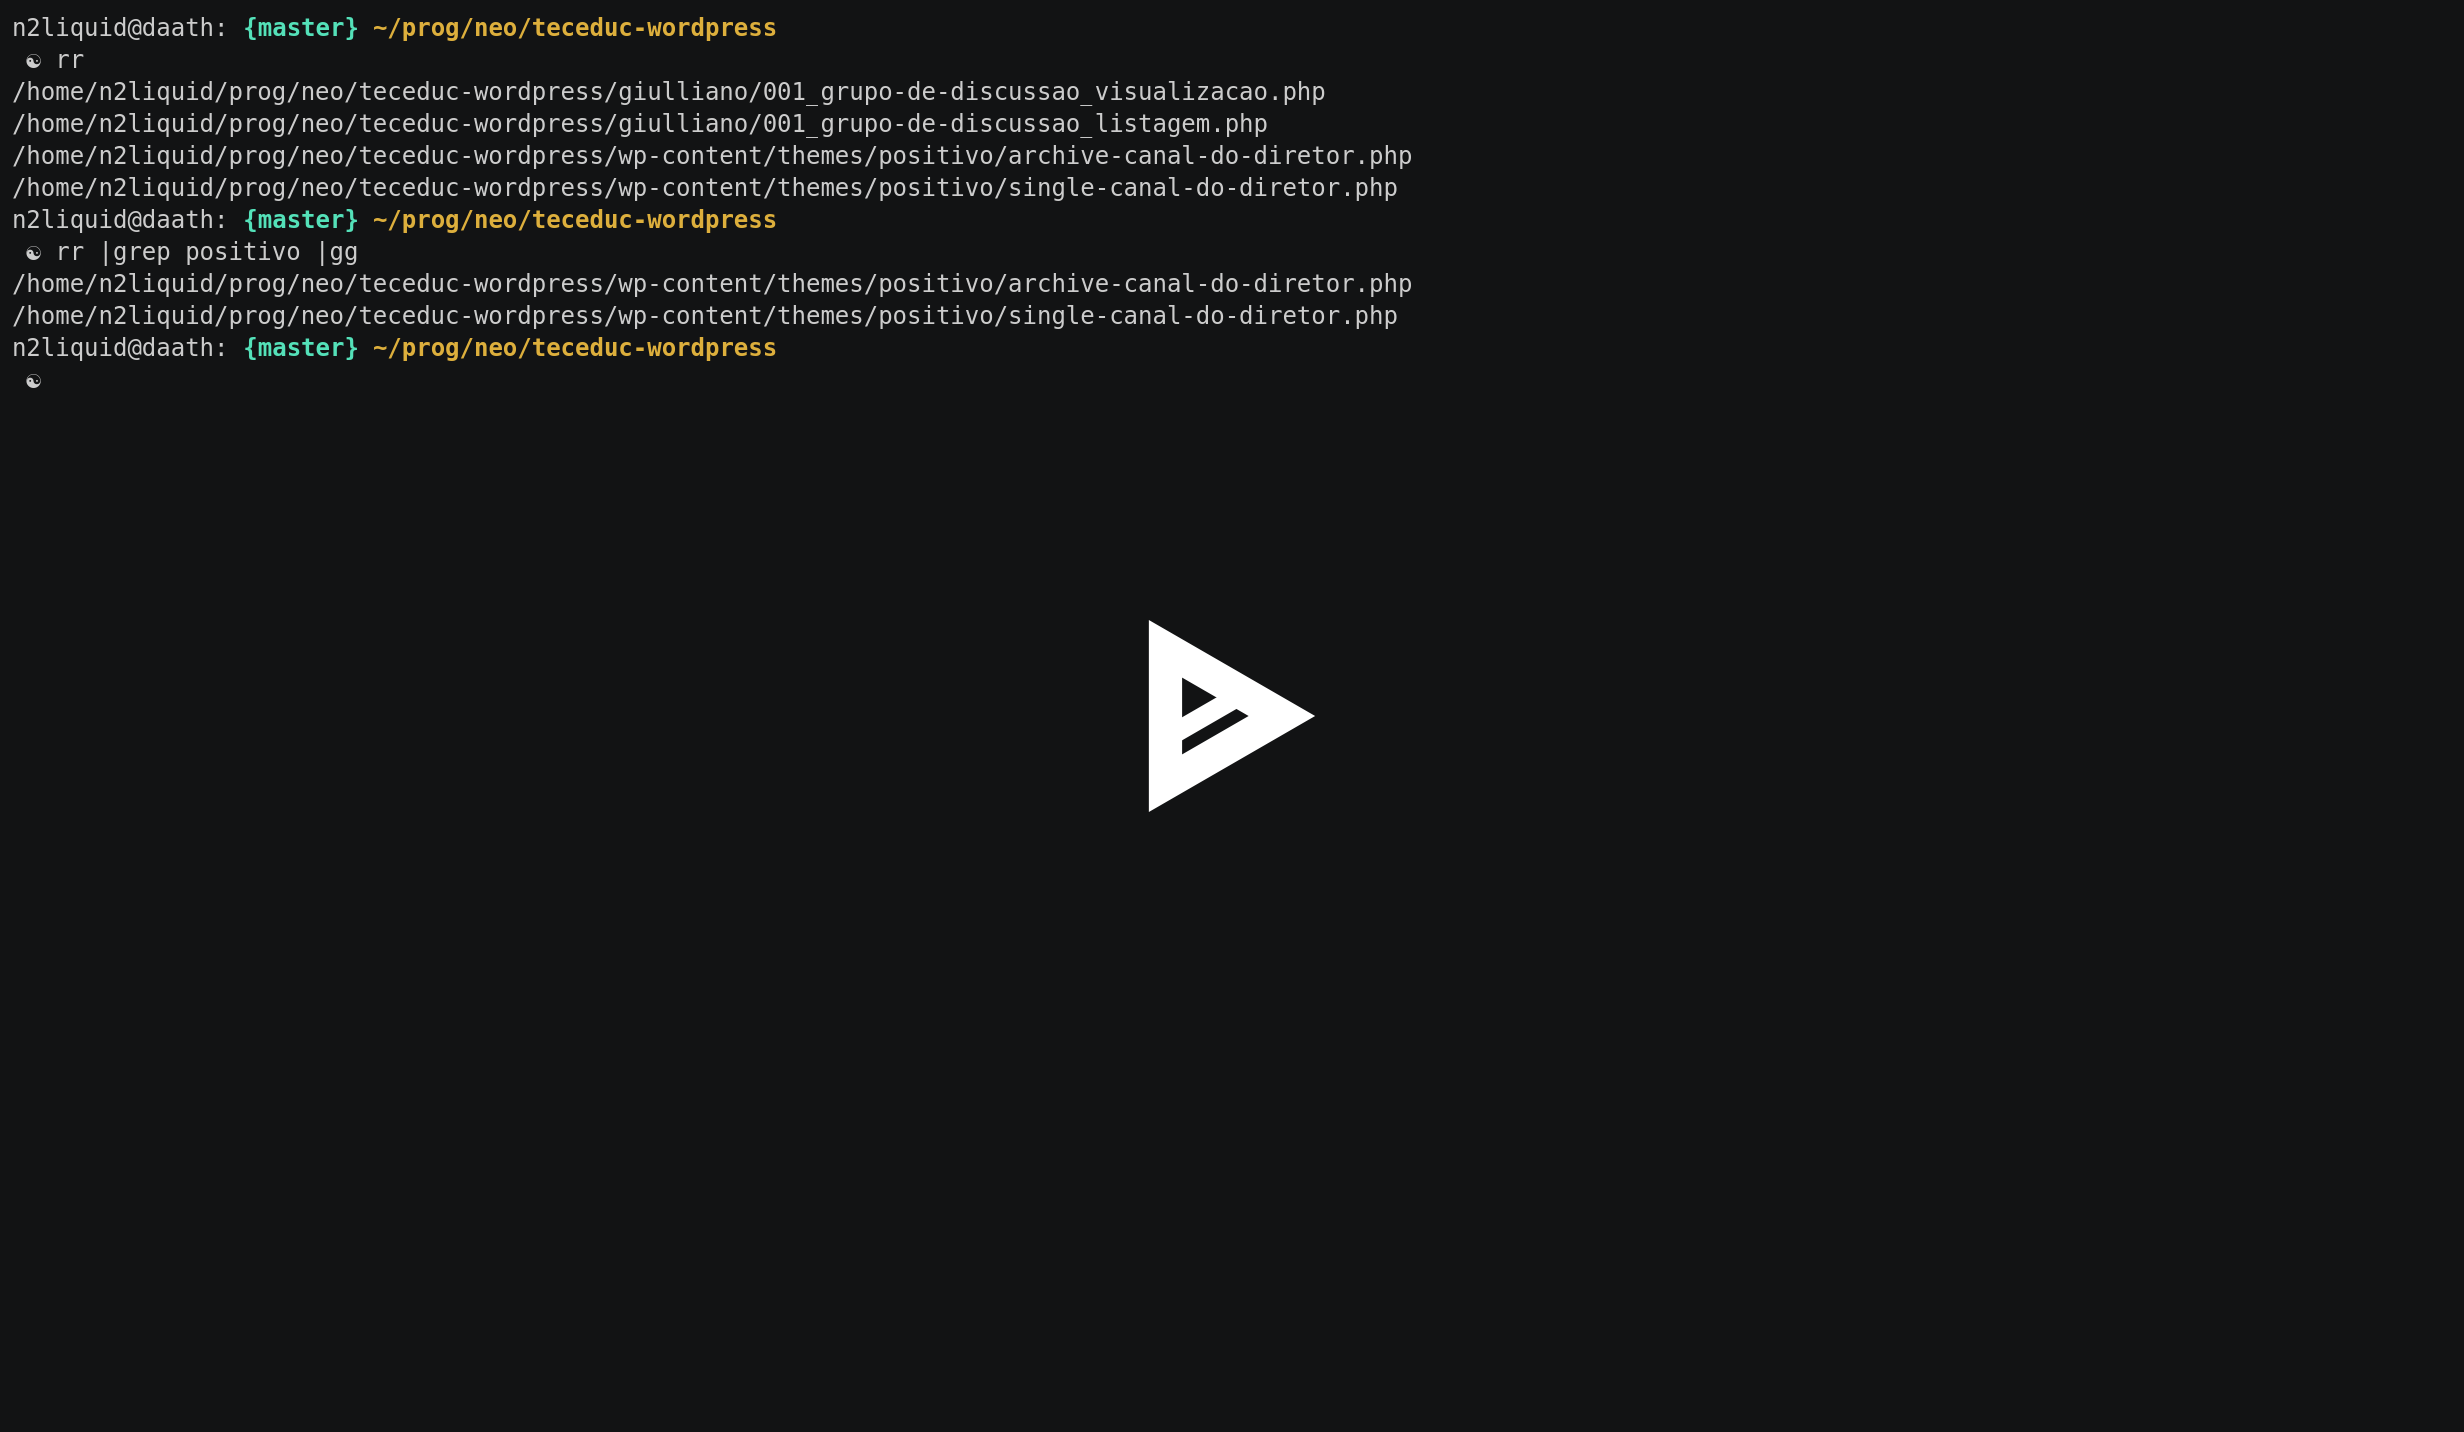 n2liquid@daath: {master} ~/prog/neo/teceduc-wordpress
☯ rr
/home/n2liquid/prog/neo/teceduc-wordpress/giulliano/001_grupo-de-discussao_visualizacao.php
/home/n2liquid/prog/neo/teceduc-wordpress/giulliano/001_grupo-de-discussao_listagem.php
/home/n2liquid/prog/neo/teceduc-wordpress/wp-content/themes/positivo/archive-canal-do-diretor.php
/home/n2liquid/prog/neo/teceduc-wordpress/wp-content/themes/positivo/single-canal-do-diretor.php
n2liquid@daath: {master} ~/prog/neo/teceduc-wordpress
☯ rr |grep positivo |gg
/home/n2liquid/prog/neo/teceduc-wordpress/wp-content/themes/positivo/archive-canal-do-diretor.php
/home/n2liquid/prog/neo/teceduc-wordpress/wp-content/themes/positivo/single-canal-do-diretor.php
n2liquid@daath: {master} ~/prog/neo/teceduc-wordpress
☯